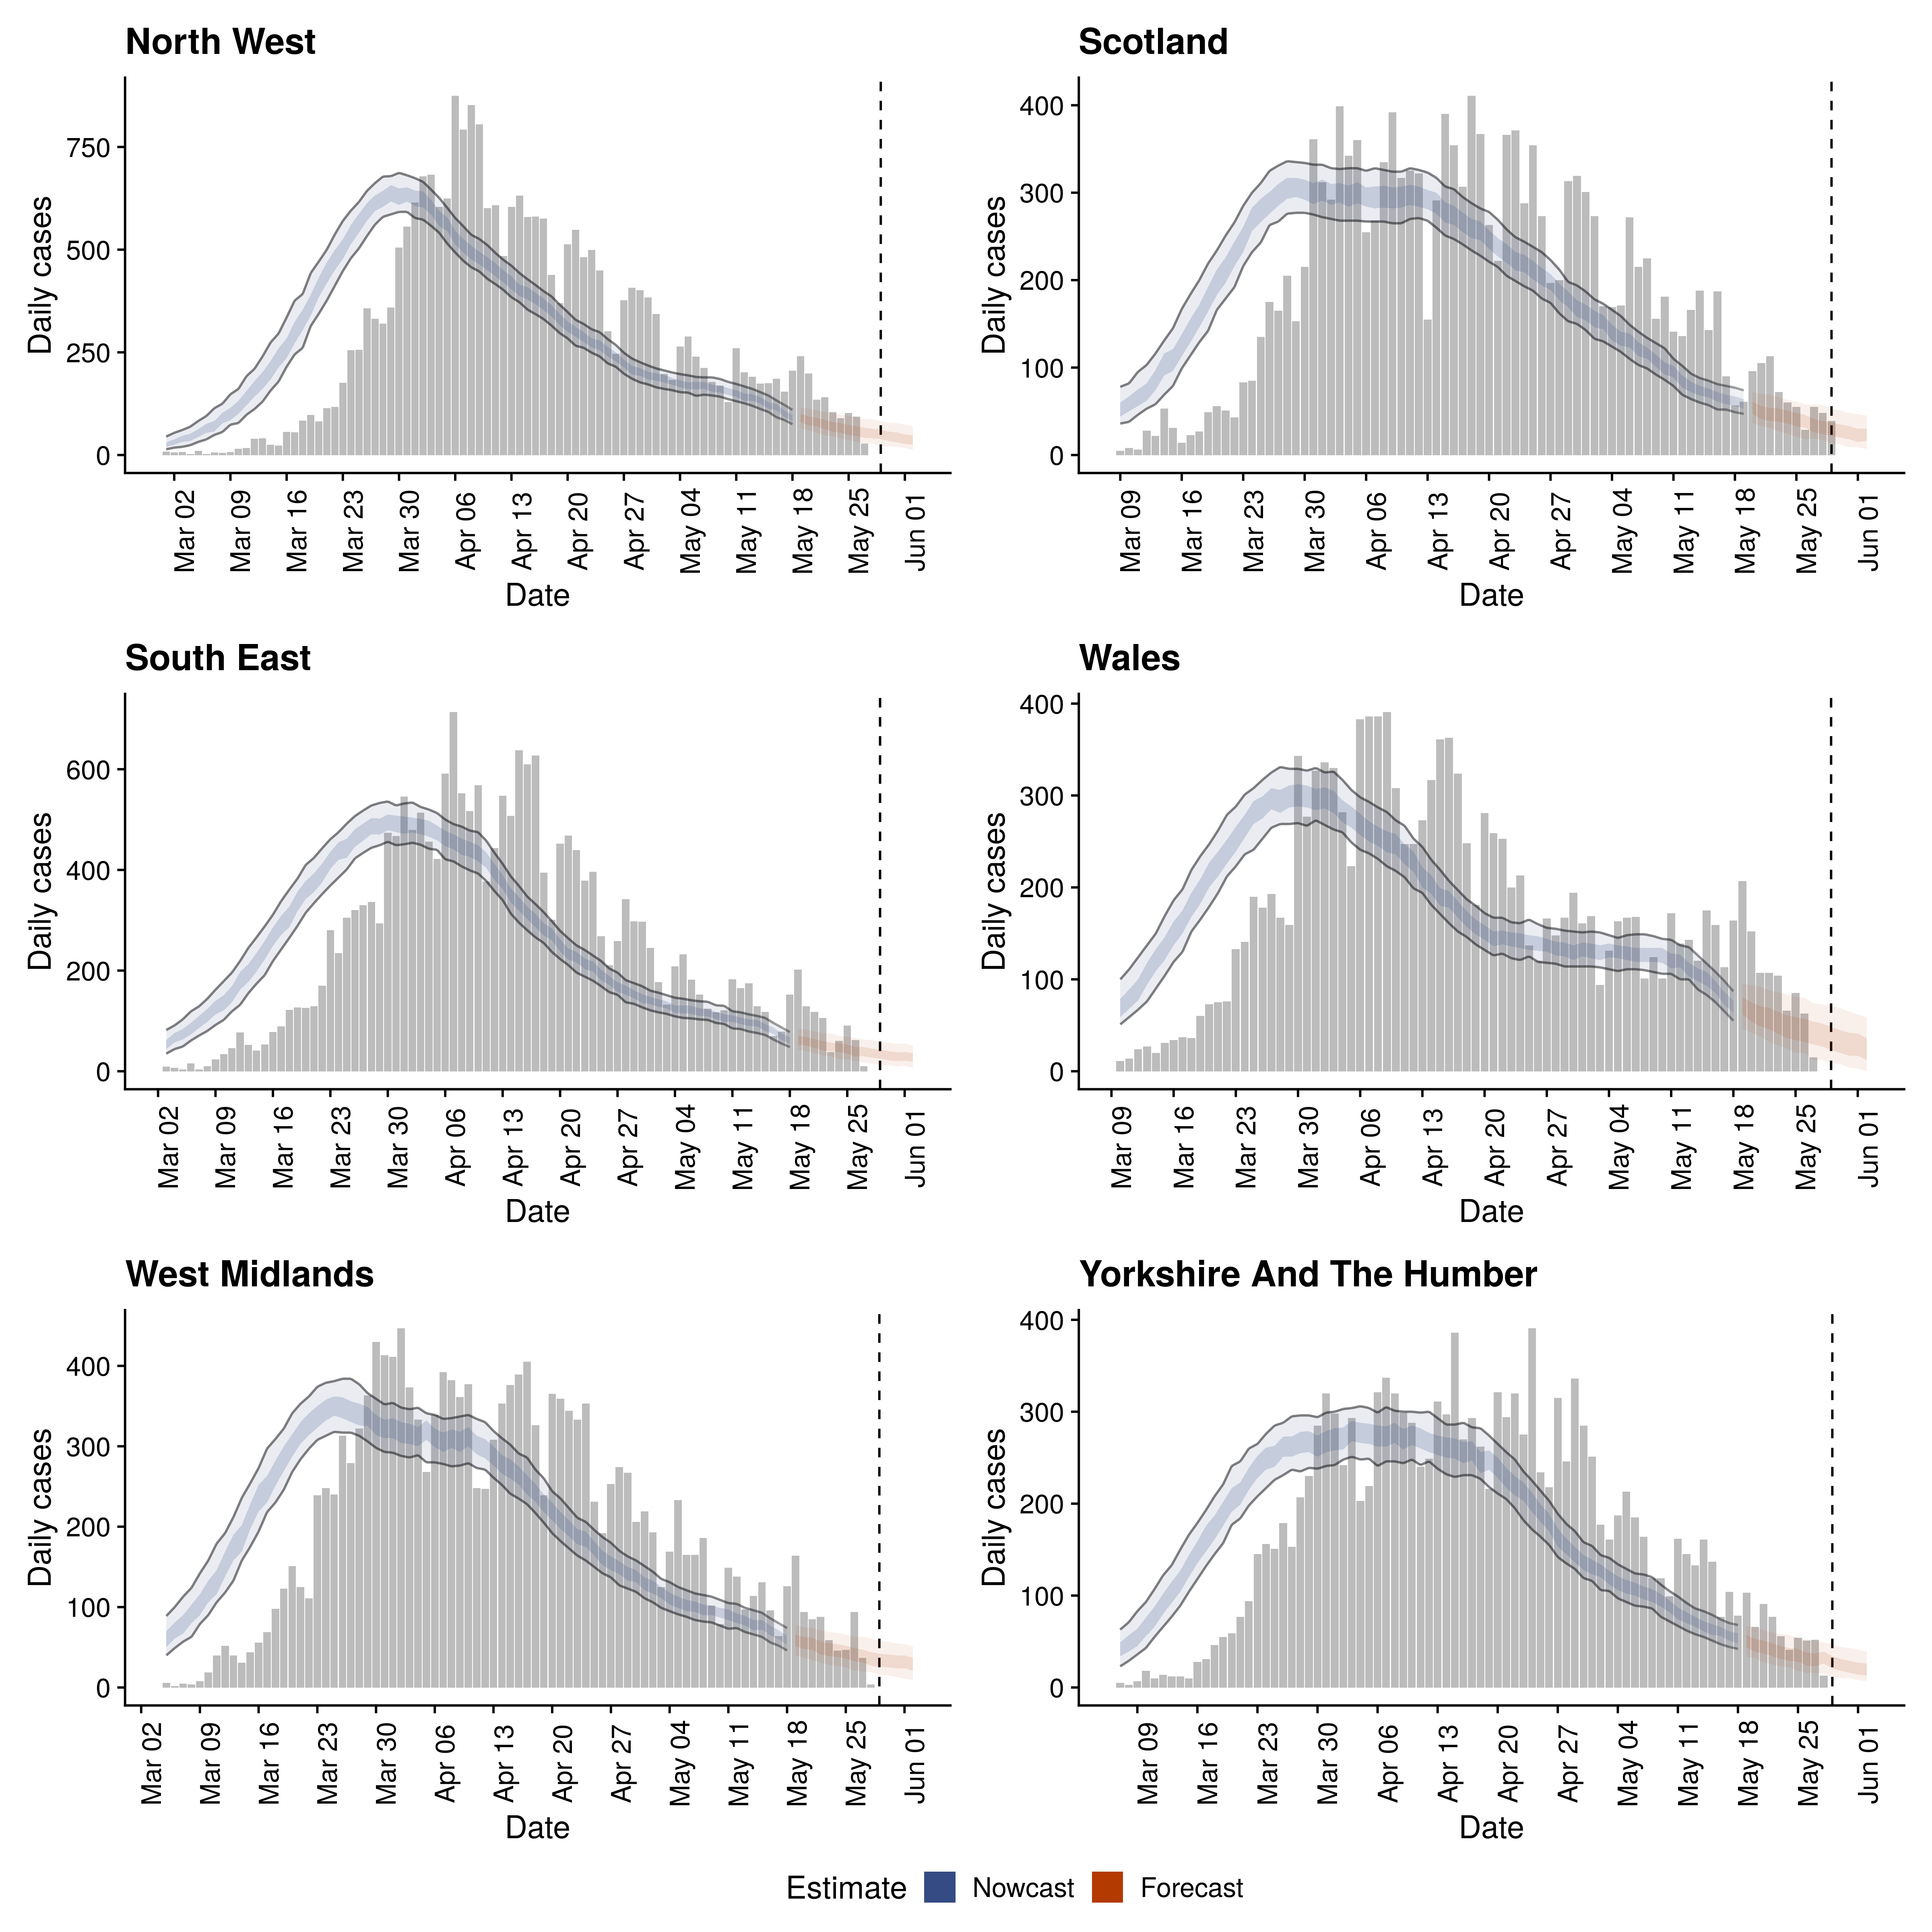 North West
Daily cases
750
500
250
0
Mar 02
Mar 09
Mar 16
Mar 23
Mar 30
Apr 06
Apr 13
Apr 20
Apr 27
May 04
May 11
May 18
May 25
Jun 01
Date
Scotland
Daily cases
400
300
200
100
0
Mar 09
Mar 16
Mar 23
Mar 30
Apr 06
Apr 13
Apr 20
Apr 27
May 04
May 11
May 18
May 25
Jun 01
Date
South East
Daily cases
600
400
200
0
Mar 02
Mar 09
Mar 16
Mar 23
Mar 30
Apr 06
Apr 13
Apr 20
Apr 27
May 04
May 11
May 18
May 25
Jun 01
Date
Wales
Daily cases
400
300
200
100
0
Mar 09
Mar 16
Mar 23
Mar 30
Apr 06
Apr 13
Apr 20
Apr 27
May 04
May 11
May 18
May 25
Jun 01
Date
West Midlands
Daily cases
400
300
200
100
0
Mar 02
Mar 09
Mar 16
Mar 23
Mar 30
Apr 06
Apr 13
Apr 20
Apr 27
May 04
May 11
May 18
May 25
Jun 01
Date
Yorkshire And The Humber
Daily cases
400
300
200
100
0
Mar 09
Mar 16
Mar 23
Mar 30
Apr 06
Apr 13
Apr 20
Apr 27
May 04
May 11
May 18
May 25
Jun 01
Date
Estimate Nowcast Forecast